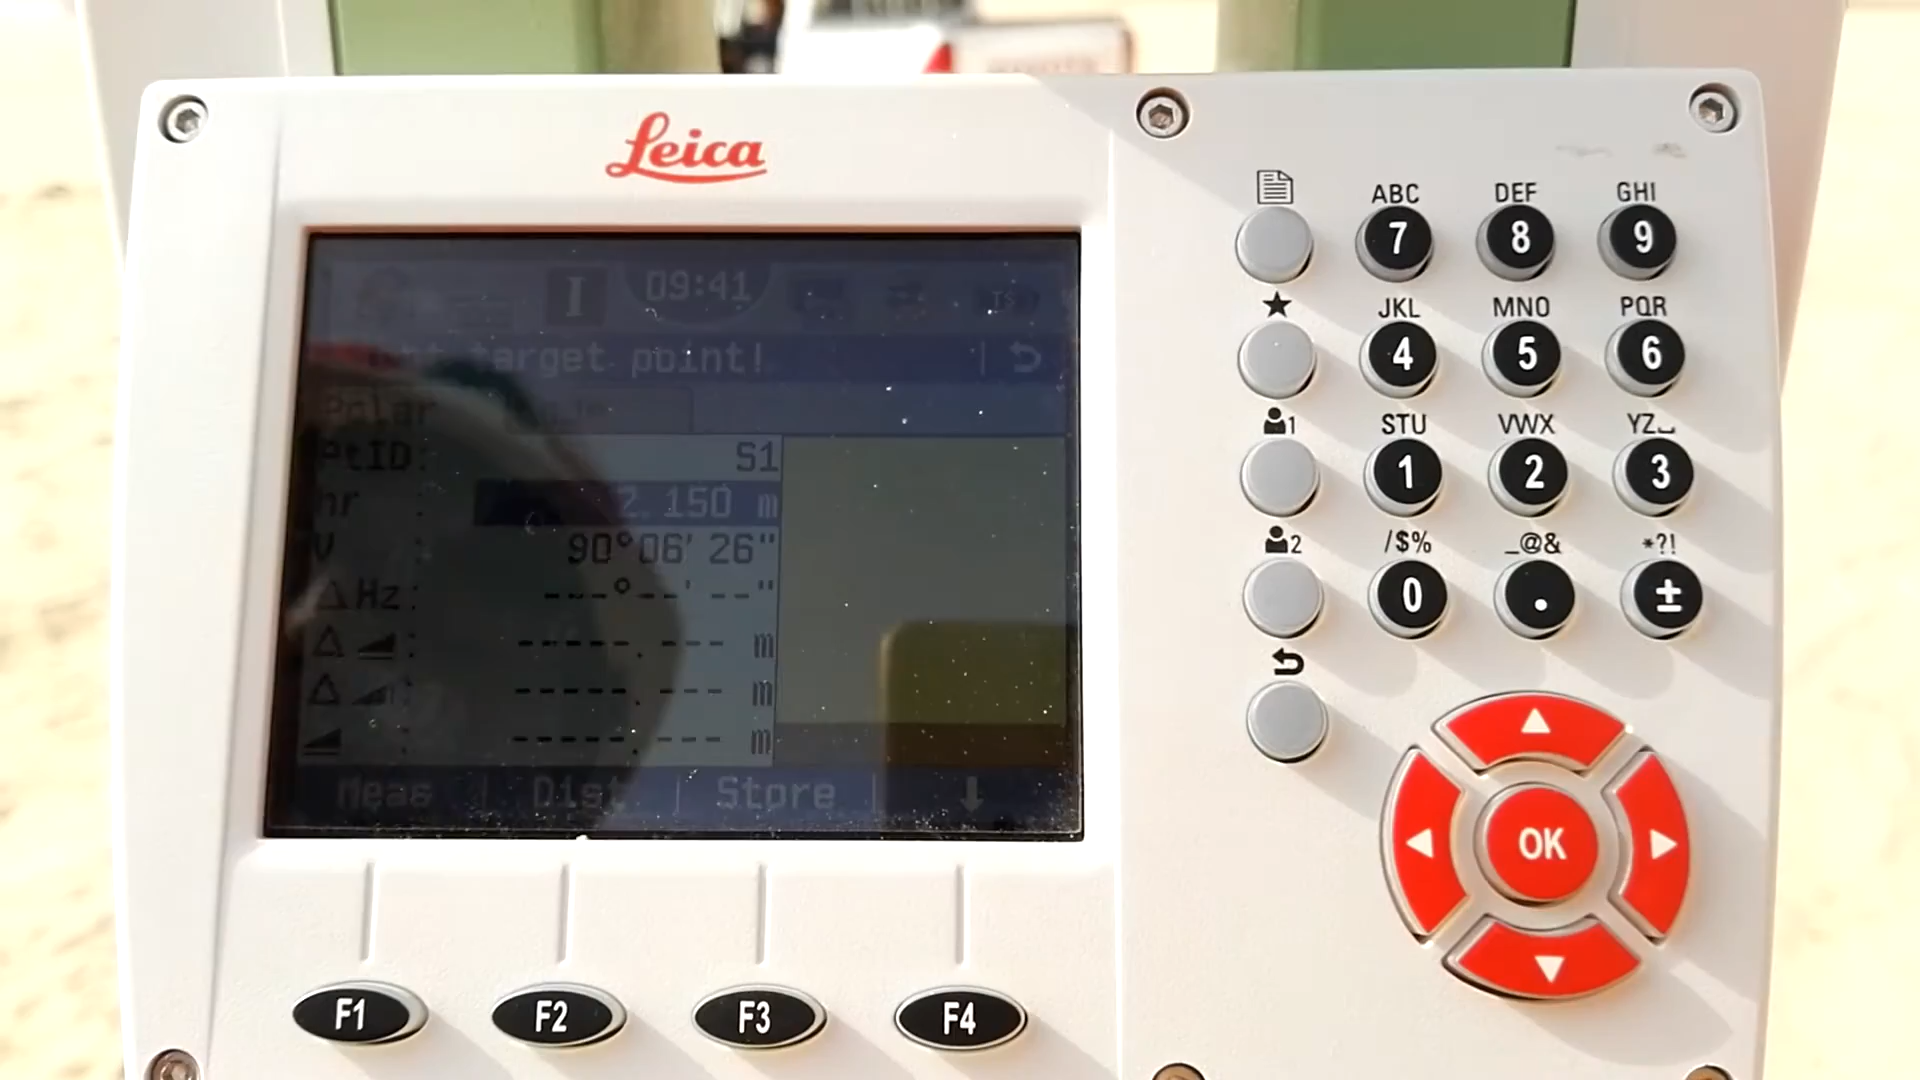 Leica
I 09:41
target point!
Polar
PtID: S1
hr : 2.150 m
V : 90°06'26"
ΔHz: ---°--'--"
Δ : -----.--- m
Δ : -----.--- m
: -----.--- m
Meas | Dist | Store | ↓
ABC DEF GHI
7 8 9
JKL MNO PQR
4 5 6
1 STU VWX YZ
1 2 3
2 /$% _@& *?!
0 . ±
OK
F1 F2 F3 F4